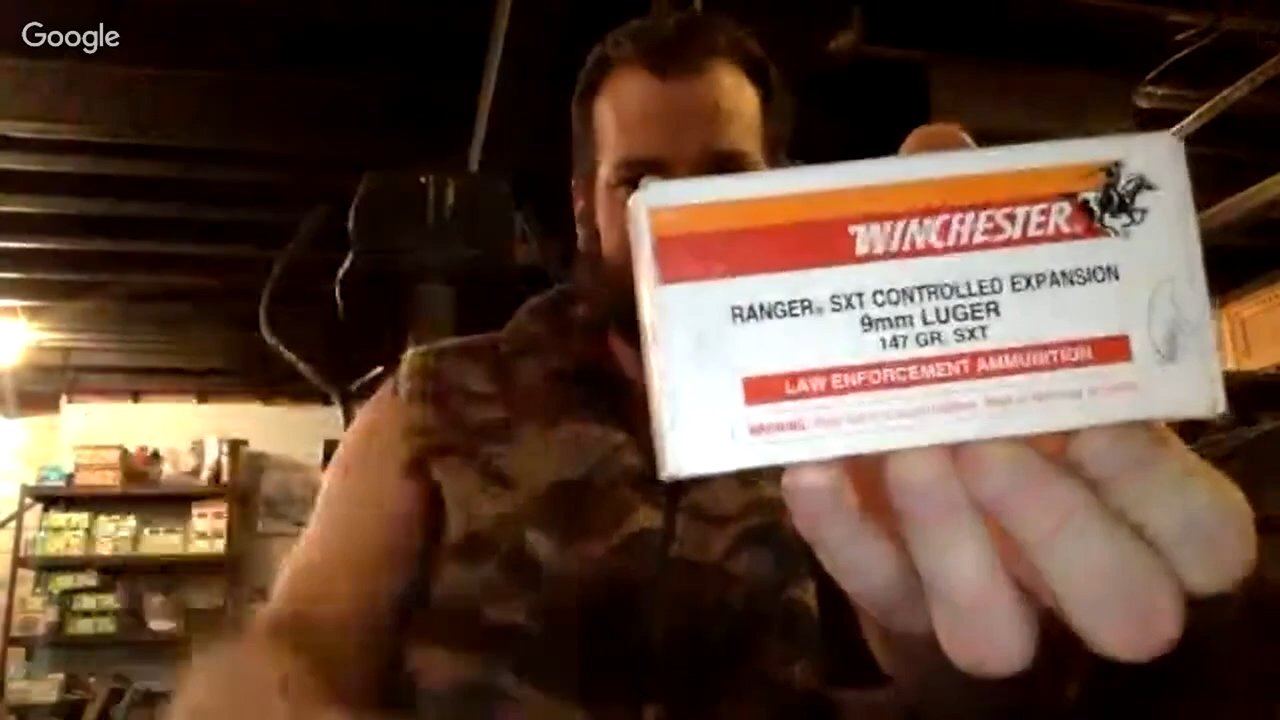 Google
WINCHESTER
RANGER® SXT CONTROLLED EXPANSION
9mm LUGER
147 GR. SXT
LAW ENFORCEMENT AMMUNITION
WARNING: